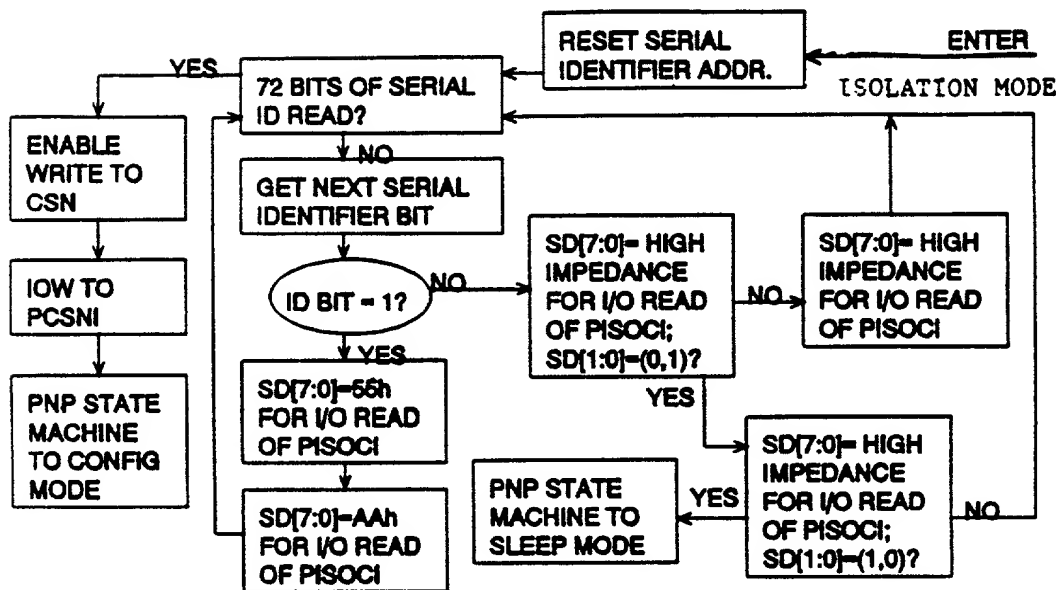 RESET SERIAL
IDENTIFIER ADDR.
ENTER
ISOLATION MODE
YES
72 BITS OF SERIAL
ID READ?
NO
ENABLE
WRITE TO
CSN
GET NEXT SERIAL
IDENTIFIER BIT
IOW TO
PCSNI
ID BIT = 1?
NO
SD[7:0]= HIGH
IMPEDANCE
FOR I/O READ
OF PISOCI;
SD[1:0]=(0,1)?
NO
SD[7:0]= HIGH
IMPEDANCE
FOR I/O READ
OF PISOCI
YES
SD[7:0]=55h
FOR I/O READ
OF PISOCI
YES
PNP STATE
MACHINE
TO CONFIG
MODE
SD[7:0]=AAh
FOR I/O READ
OF PISOCI
PNP STATE
MACHINE TO
SLEEP MODE
YES
SD[7:0]= HIGH
IMPEDANCE
FOR I/O READ
OF PISOCI;
SD[1:0]=(1,0)?
NO